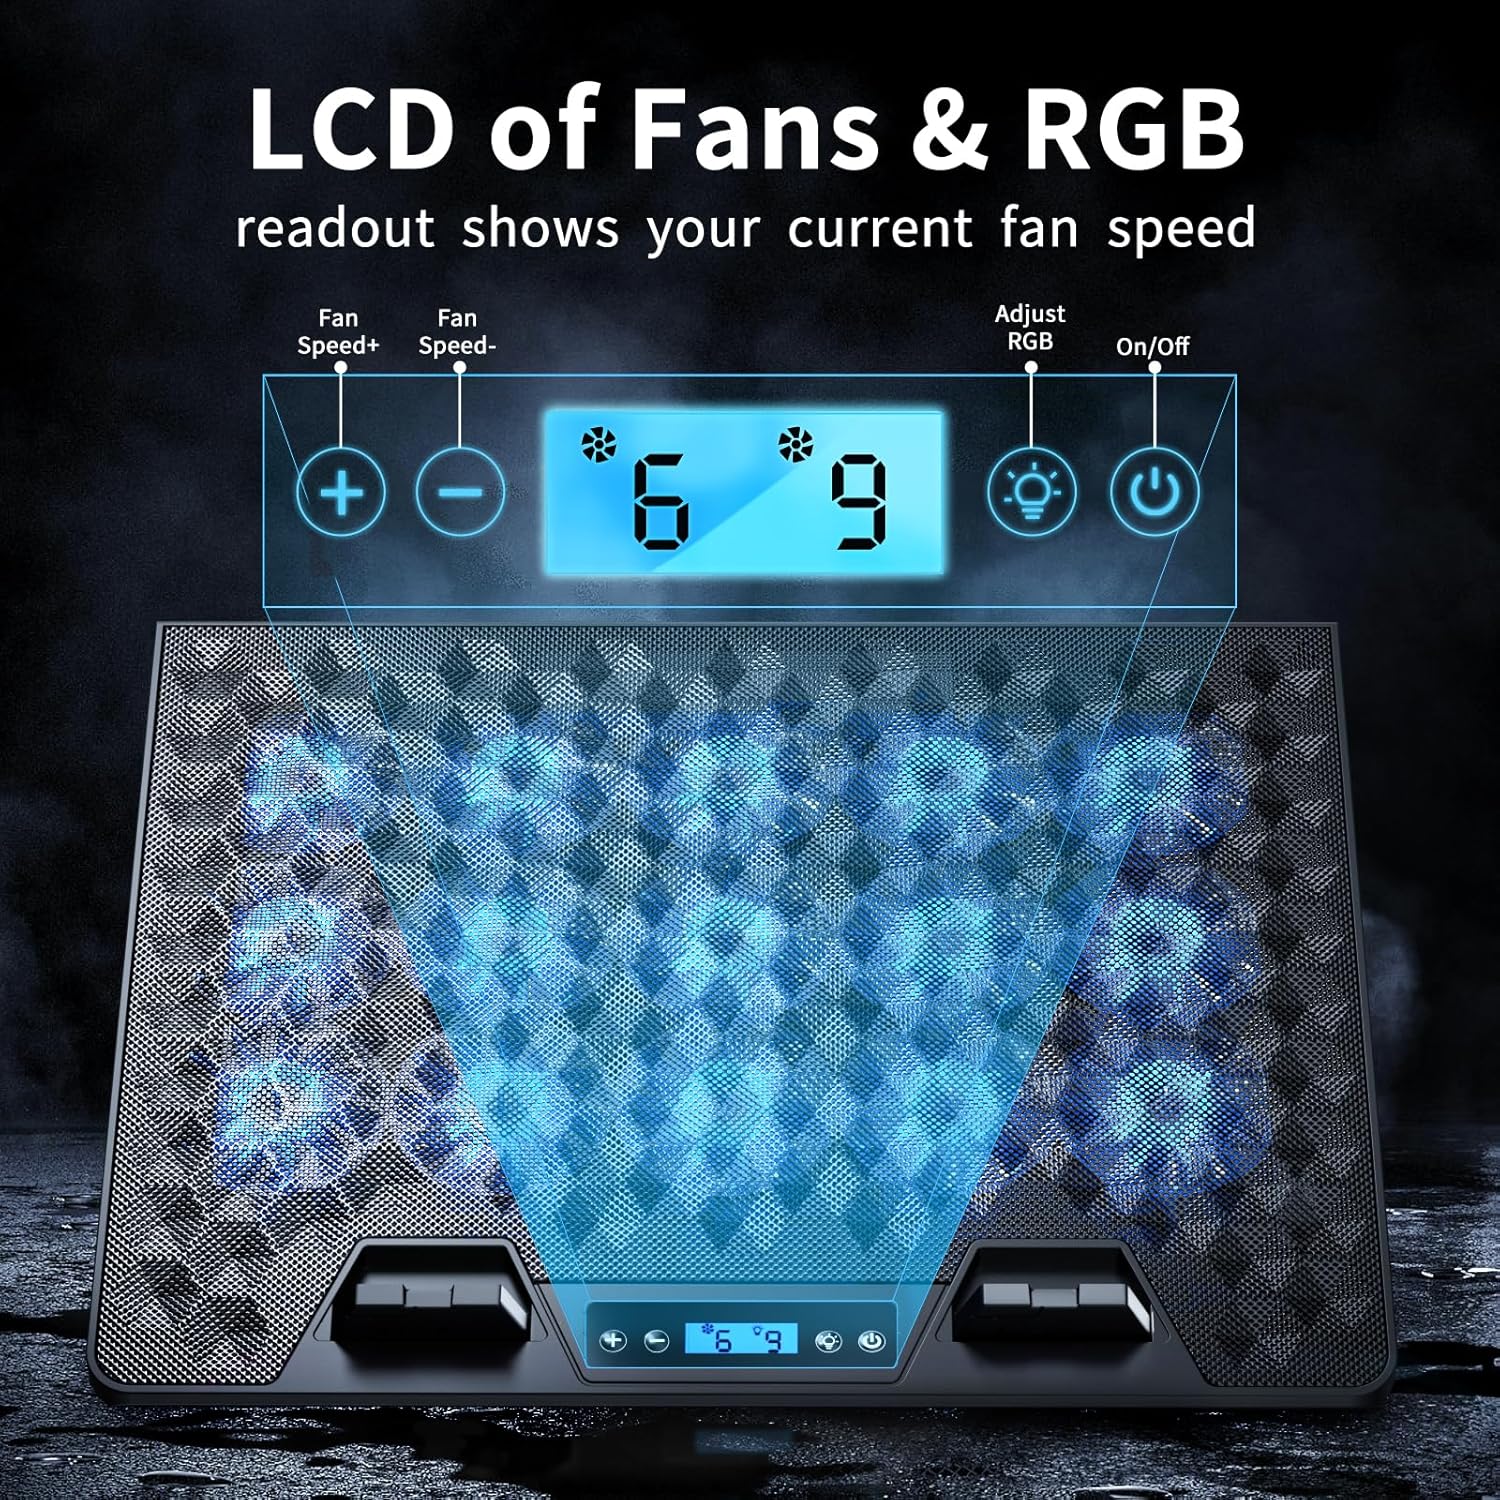 LCD of Fans & RGB
readout shows your current fan speed
Fan
Speed+
Fan
Speed-
Adjust
RGB
On/Off
6 9
6 9